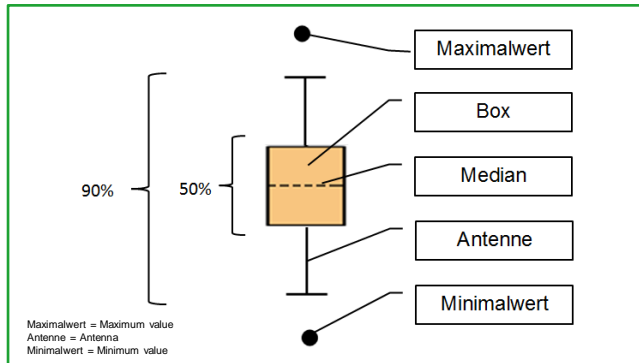 Maximalwert
Box
90%
50%
Median
Antenne
Minimalwert
Maximalwert = Maximum value
Antenne = Antenna
Minimalwert = Minimum value